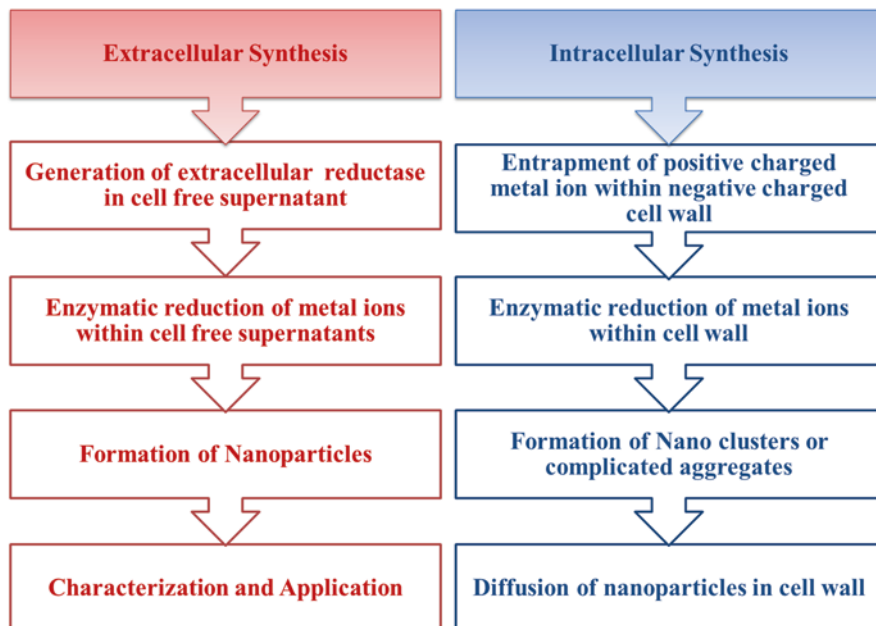 Extracellular Synthesis
Generation of extracellular reductase
in cell free supernatant
Enzymatic reduction of metal ions
within cell free supernatants
Formation of Nanoparticles
Characterization and Application
Intracellular Synthesis
Entrapment of positive charged
metal ion within negative charged
cell wall
Enzymatic reduction of metal ions
within cell wall
Formation of Nano clusters or
complicated aggregates
Diffusion of nanoparticles in cell wall